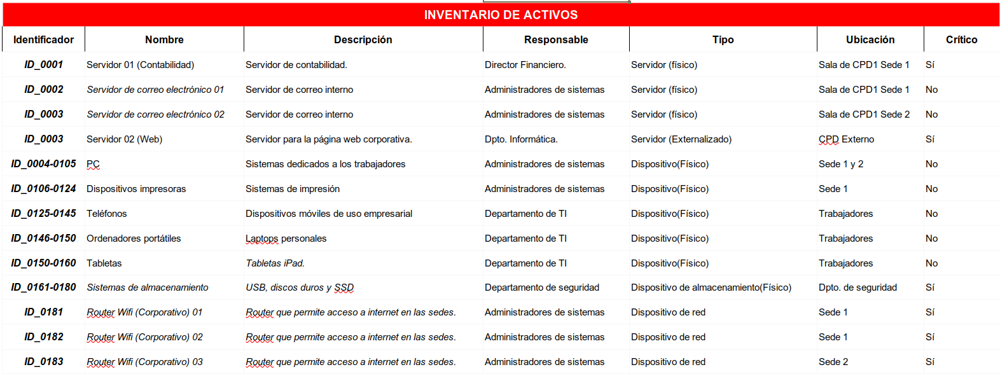 INVENTARIO DE ACTIVOS
Identificador Nombre Descripción Responsable Tipo Ubicación Crítico
ID_0001 Servidor 01 (Contabilidad) Servidor de contabilidad. Director Financiero. Servidor (físico) Sala de CPD1 Sede 1 Sí
ID_0002 Servidor de correo electrónico 01 Servidor de correo interno Administradores de sistemas Servidor (físico) Sala de CPD1 Sede 1 No
ID_0003 Servidor de correo electrónico 02 Servidor de correo interno Administradores de sistemas Servidor (físico) Sala de CPD1 Sede 2 No
ID_0003 Servidor 02 (Web) Servidor para la página web corporativa. Dpto. Informática. Servidor (Externalizado) CPD Externo Sí
ID_0004-0105 PC Sistemas dedicados a los trabajadores Administradores de sistemas Dispositivo(Físico) Sede 1 y 2 No
ID_0106-0124 Dispositivos impresoras Sistemas de impresión Administradores de sistemas Dispositivo(Físico) Sede 1 No
ID_0125-0145 Teléfonos Dispositivos móviles de uso empresarial Departamento de TI Dispositivo(Físico) Trabajadores No
ID_0146-0150 Ordenadores portátiles Laptops personales Departamento de TI Dispositivo(Físico) Trabajadores No
ID_0150-0160 Tabletas Tabletas iPad. Departamento de TI Dispositivo(Físico) Trabajadores No
ID_0161-0180 Sistemas de almacenamiento USB, discos duros y SSD Departamento de seguridad Dispositivo de almacenamiento(Físico) Dpto. de seguridad Sí
ID_0181 Router Wifi (Corporativo) 01 Router que permite acceso a internet en las sedes. Administradores de sistemas Dispositivo de red Sede 1 Sí
ID_0182 Router Wifi (Corporativo) 02 Router que permite acceso a internet en las sedes. Administradores de sistemas Dispositivo de red Sede 1 Sí
ID_0183 Router Wifi (Corporativo) 03 Router que permite acceso a internet en las sedes. Administradores de sistemas Dispositivo de red Sede 2 Sí